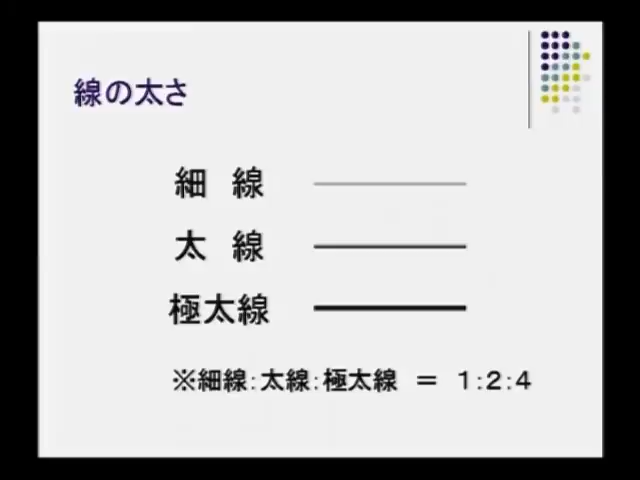 線の太さ
細　線
太　線
極太線
※細線：太線：極太線　＝　１：２：４